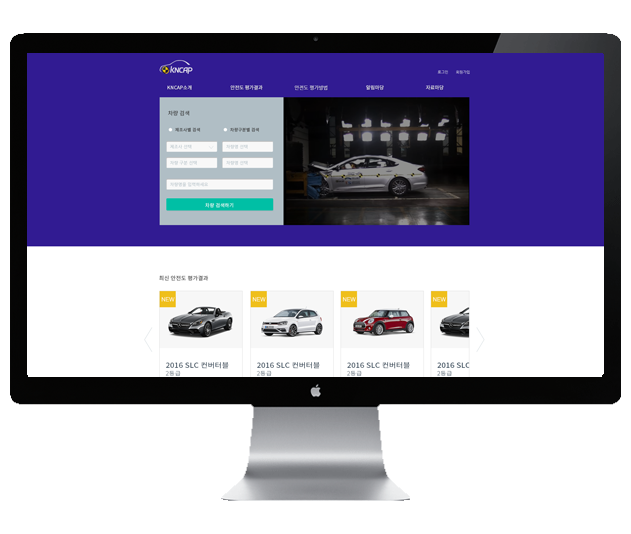 KNCAP
로그인 회원가입
KNCAP소개 안전도 평가결과 안전도 평가방법 알림마당 자료마당
차량 검색
제조사별 검색 차량구분별 검색
제조사 선택 차량명 선택
차량 구분 선택 차량명 선택
차량명을 입력하세요
차량 검색하기
최신 안전도 평가결과
NEW NEW NEW NEW
2016 SLC 컨버터블 2016 SLC 컨버터블 2016 SLC 컨버터블 2016 SLC
2등급 2등급 2등급 2등급